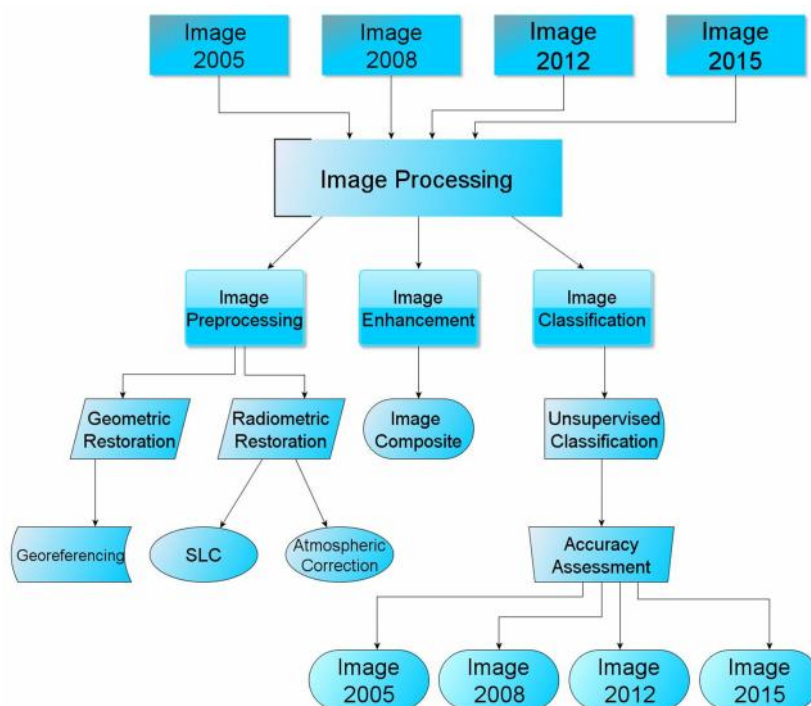 Image
2005
Image
2008
Image
2012
Image
2015
Image Processing
Image
Preprocessing
Image
Enhancement
Image
Classification
Geometric
Restoration
Radiometric
Restoration
Image
Composite
Unsupervised
Classification
Georeferencing
SLC
Atmospheric
Correction
Accuracy
Assessment
Image
2005
Image
2008
Image
2012
Image
2015